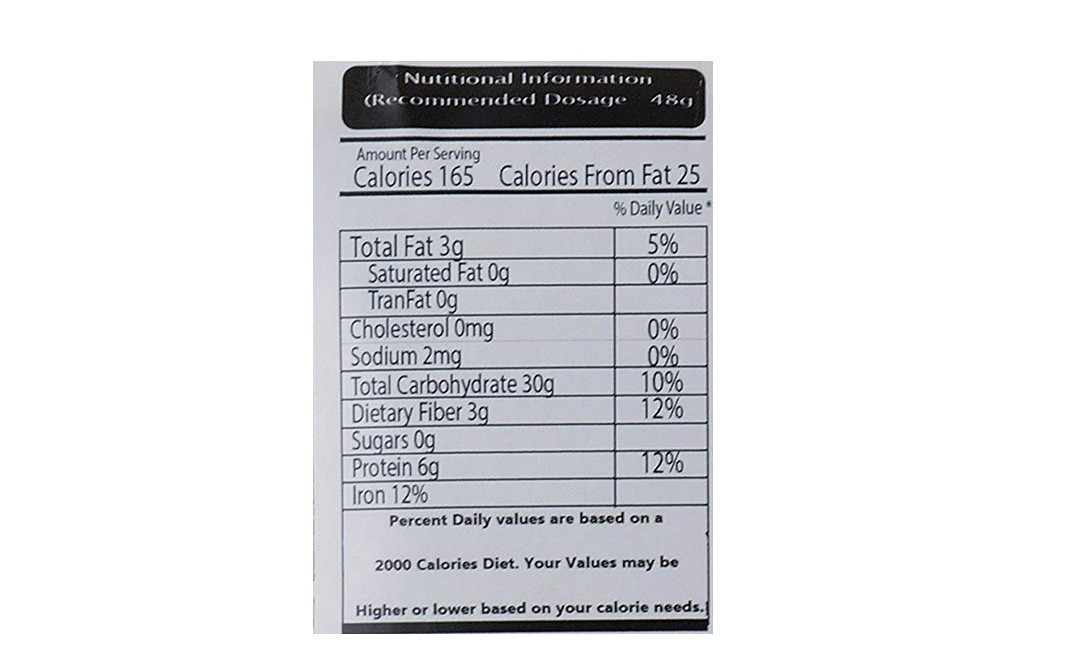 Nutitional Information
(Recommended Dosage 48g
Amount Per Serving
Calories 165 Calories From Fat 25
% Daily Value *
Total Fat 3g 5%
Saturated Fat 0g 0%
TranFat 0g
Cholesterol 0mg 0%
Sodium 2mg 0%
Total Carbohydrate 30g 10%
Dietary Fiber 3g 12%
Sugars 0g
Protein 6g 12%
Iron 12%
Percent Daily values are based on a
2000 Calories Diet. Your Values may be
Higher or lower based on your calorie needs.